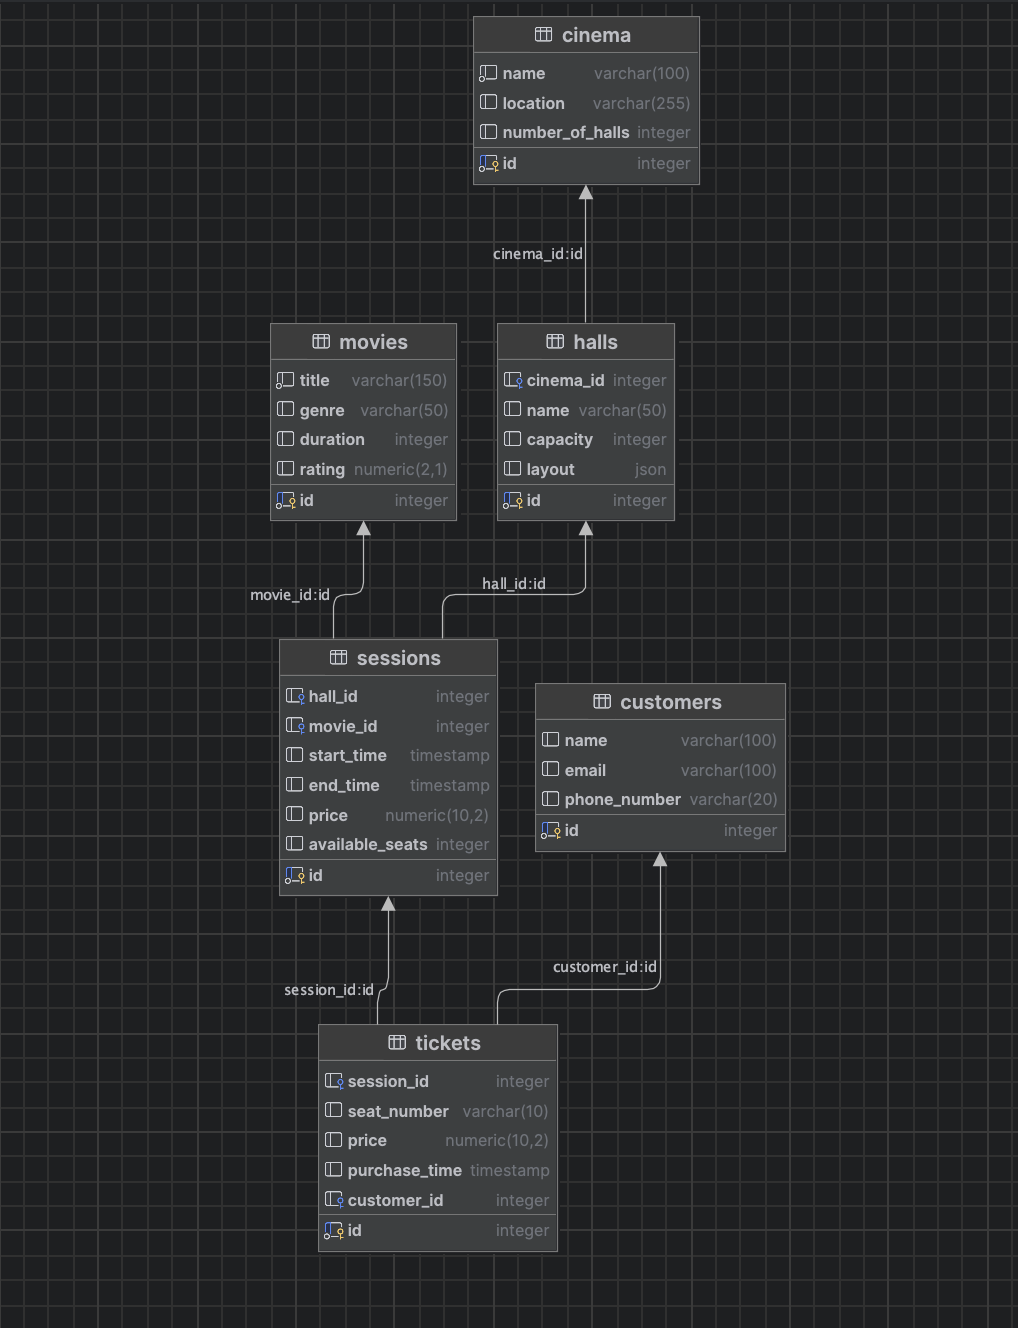 cinema
name varchar(100)
location varchar(255)
number_of_halls integer
id integer
cinema_id:id
movies
title varchar(150)
genre varchar(50)
duration integer
rating numeric(2,1)
id integer
halls
cinema_id integer
name varchar(50)
capacity integer
layout json
id integer
movie_id:id
hall_id:id
sessions
hall_id integer
movie_id integer
start_time timestamp
end_time timestamp
price numeric(10,2)
available_seats integer
id integer
customers
name varchar(100)
email varchar(100)
phone_number varchar(20)
id integer
session_id:id
customer_id:id
tickets
session_id integer
seat_number varchar(10)
price numeric(10,2)
purchase_time timestamp
customer_id integer
id integer